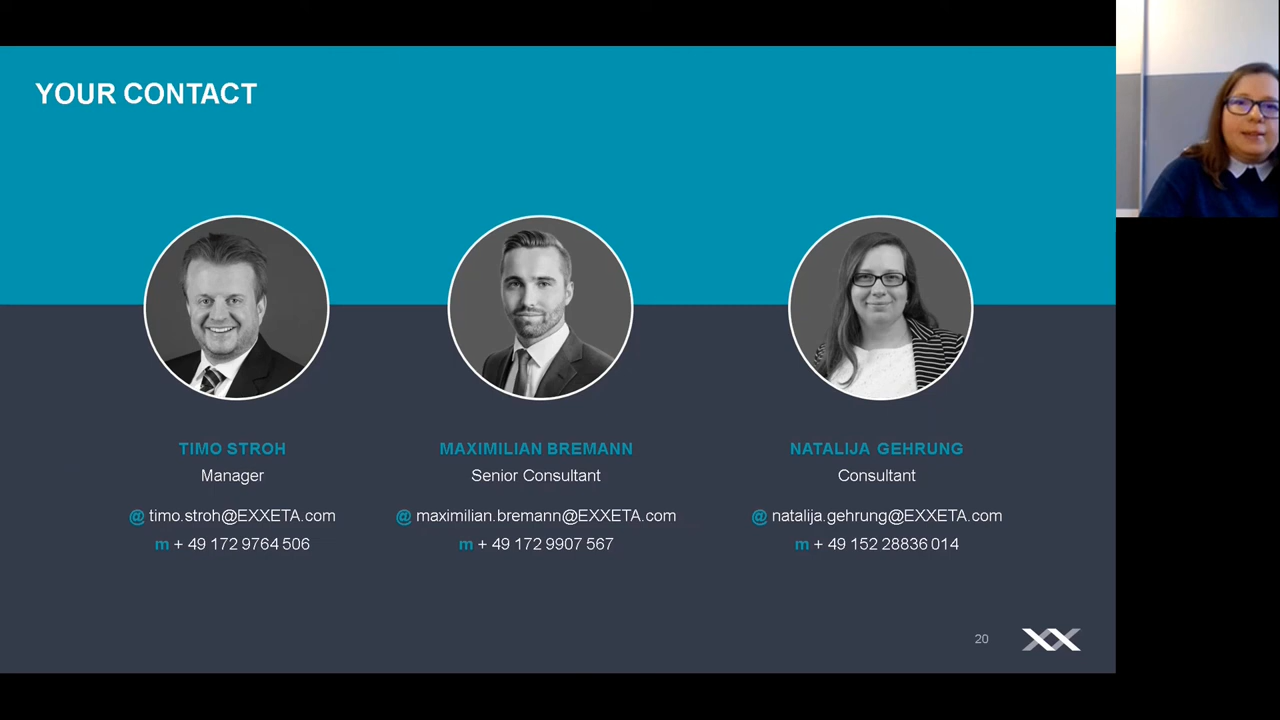 YOUR CONTACT
TIMO STROH
Manager
@ timo.stroh@EXXETA.com
m + 49 172 9764 506
MAXIMILIAN BREMANN
Senior Consultant
@ maximilian.bremann@EXXETA.com
m + 49 172 9907 567
NATALIJA GEHRUNG
Consultant
@ natalija.gehrung@EXXETA.com
m + 49 152 28836 014
20
XX